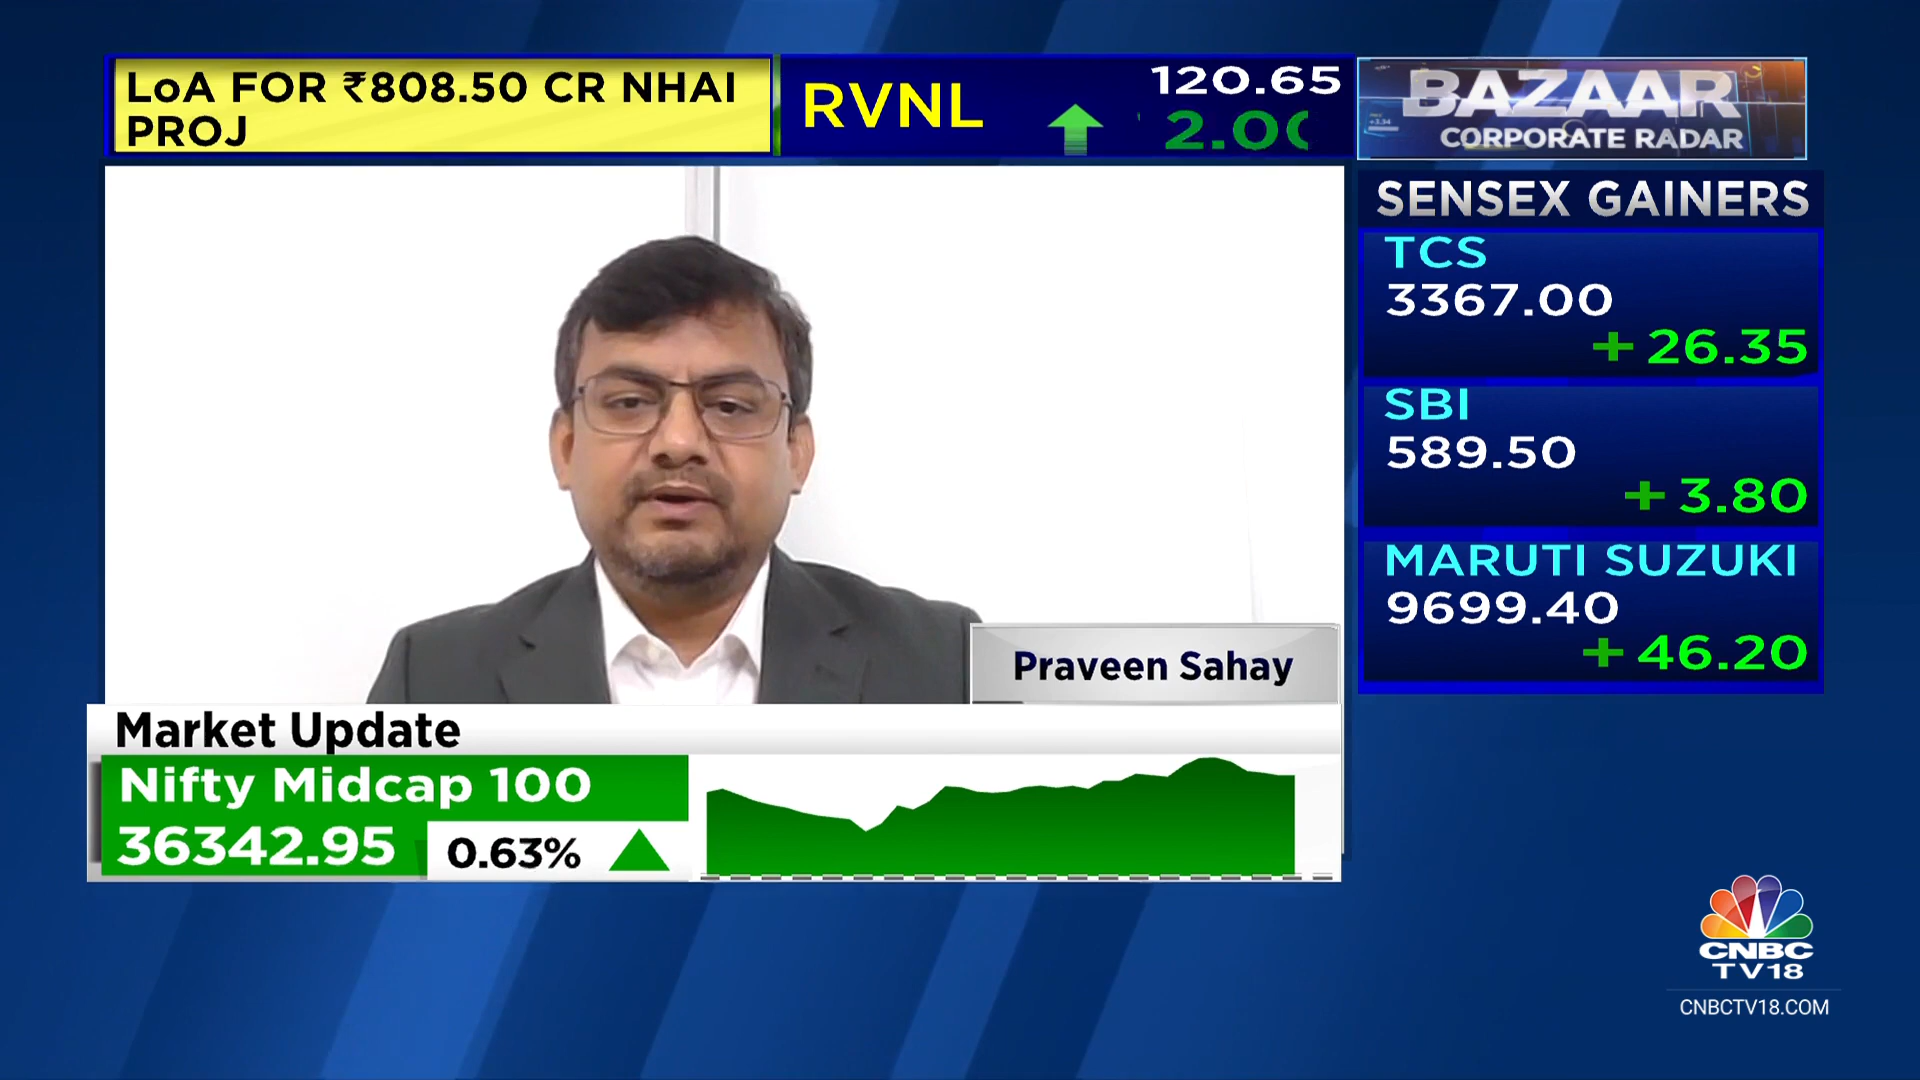 LoA FOR ₹808.50 CR NHAI
PROJ
RVNL
120.65
BAZAAR
CORPORATE RADAR
SENSEX GAINERS
TCS
3367.00
+ 26.35
SBI
589.50
+ 3.80
MARUTI SUZUKI
9699.40
+ 46.20
Praveen Sahay
Market Update
Nifty Midcap 100
36342.95
0.63%
CNBC
TV18
CNBCTV18.COM